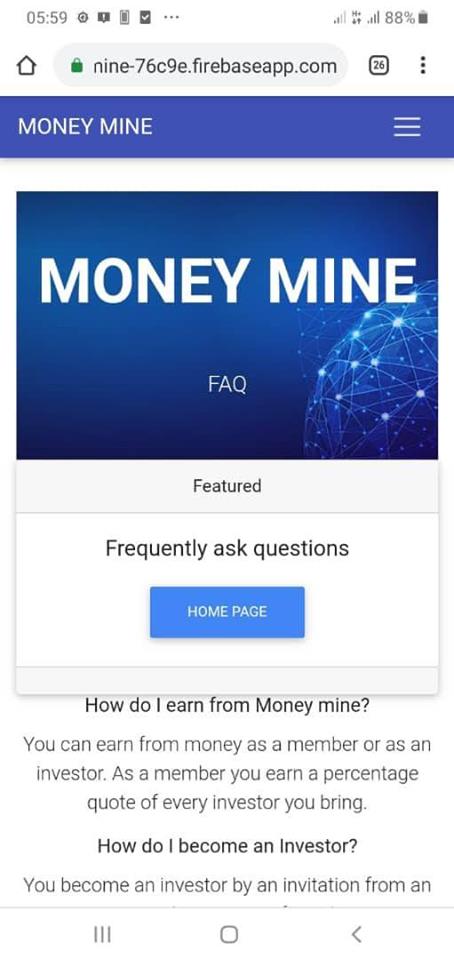 05:59
88%
nine-76c9e.firebaseapp.com
26
MONEY MINE
MONEY MINE
FAQ
Featured
Frequently ask questions
HOME PAGE
How do I earn from Money mine?
You can earn from money as a member or as an
investor. As a member you earn a percentage
quote of every investor you bring.
How do I become an Investor?
You become an investor by an invitation from an